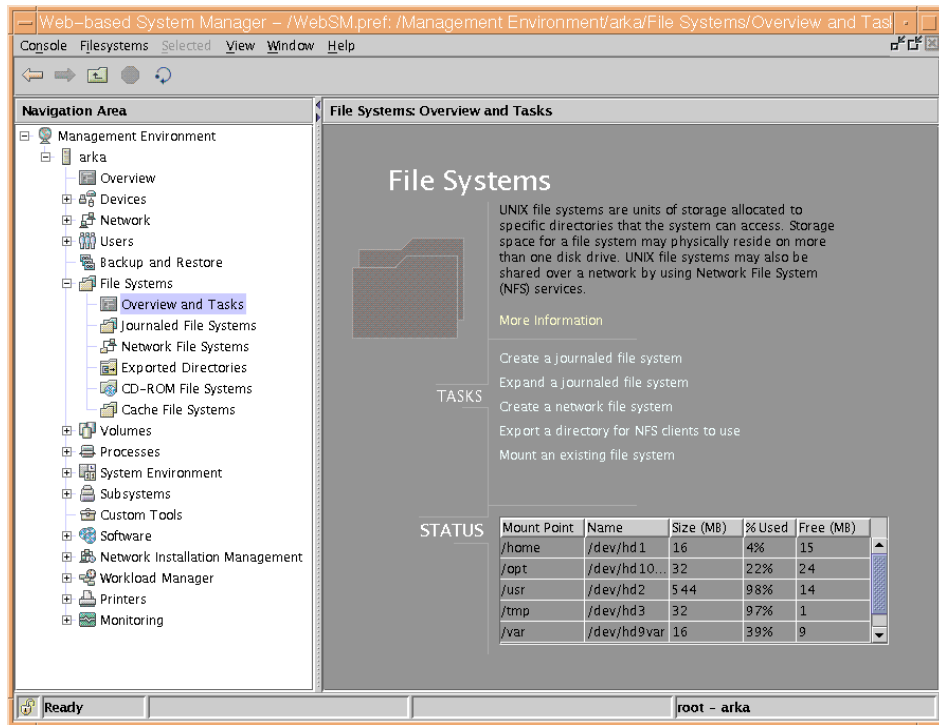 Web-based System Manager - /WebSM.pref: /Management Environment/arka/File Systems/Overview and Tas
Console Filesystems Selected View Window Help
Navigation Area
File Systems: Overview and Tasks
Management Environment
arka
Overview
Devices
Network
Users
Backup and Restore
File Systems
Overview and Tasks
Journaled File Systems
Network File Systems
Exported Directories
CD-ROM File Systems
Cache File Systems
Volumes
Processes
System Environment
Subsystems
Custom Tools
Software
Network Installation Management
Workload Manager
Printers
Monitoring
File Systems
UNIX file systems are units of storage allocated to
specific directories that the system can access. Storage
space for a file system may physically reside on more
than one disk drive. UNIX file systems may also be
shared over a network by using Network File System
(NFS) services.
More Information
TASKS
Create a journaled file system
Expand a journaled file system
Create a network file system
Export a directory for NFS clients to use
Mount an existing file system
STATUS
Mount Point Name Size (MB) % Used Free (MB)
/home /dev/hd1 16 4% 15
/opt /dev/hd10... 32 22% 24
/usr /dev/hd2 544 98% 14
/tmp /dev/hd3 32 97% 1
/var /dev/hd9var 16 39% 9
Ready
root - arka